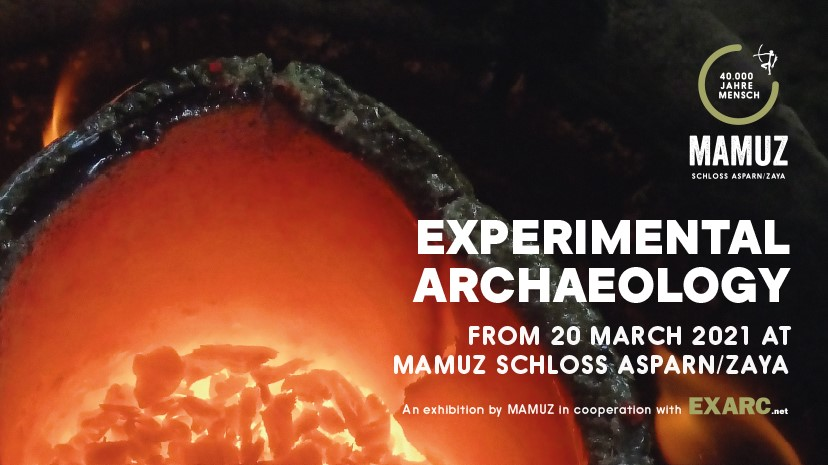 40.000
JAHRE
MENSCH
MAMUZ
SCHLOSS ASPARN/ZAYA
EXPERIMENTAL
ARCHAEOLOGY
FROM 20 MARCH 2021 AT
MAMUZ SCHLOSS ASPARN/ZAYA
An exhibition by MAMUZ in cooperation with EXARC.net